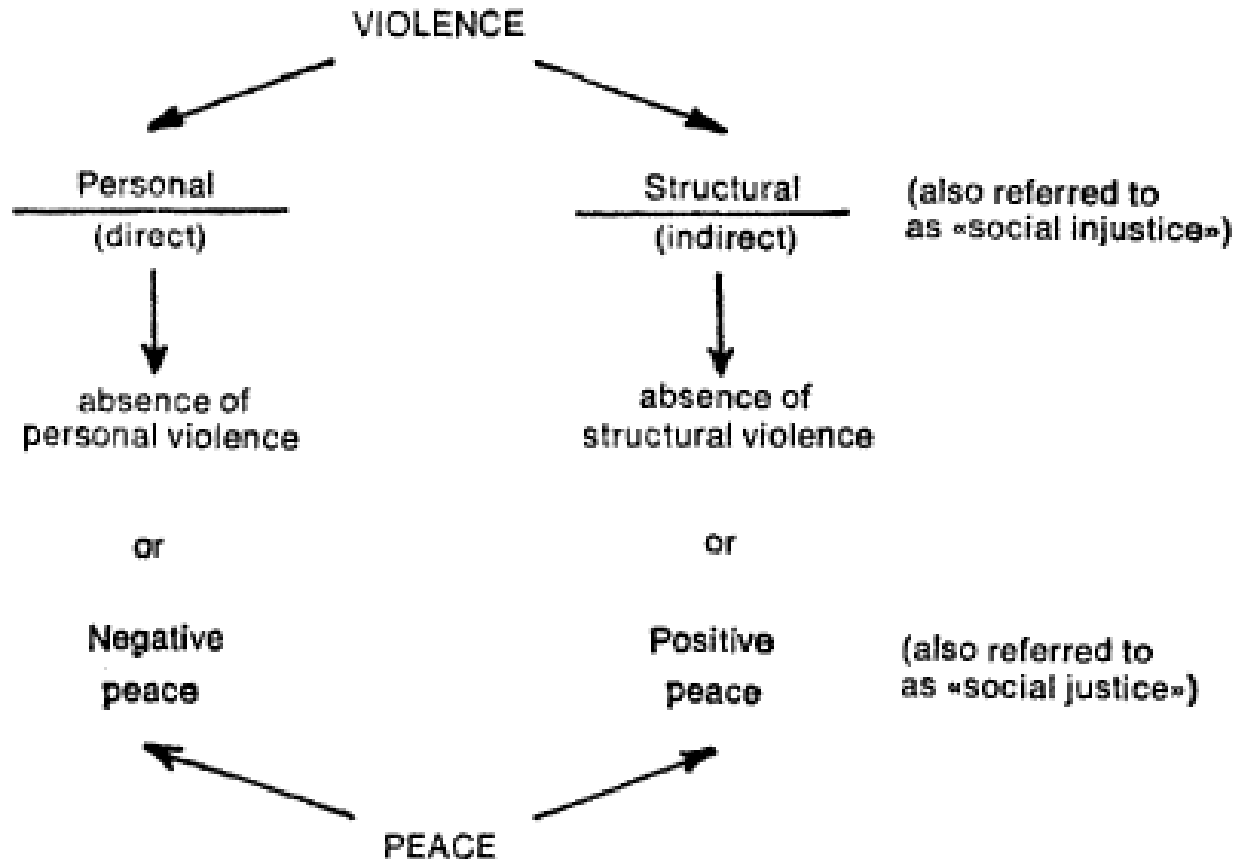 VIOLENCE
Personal
(direct)
Structural
(indirect)
(also referred to
as «social injustice»)
absence of
personal violence
absence of
structural violence
or
or
Negative
peace
Positive
peace
(also referred to
as «social justice»)
PEACE